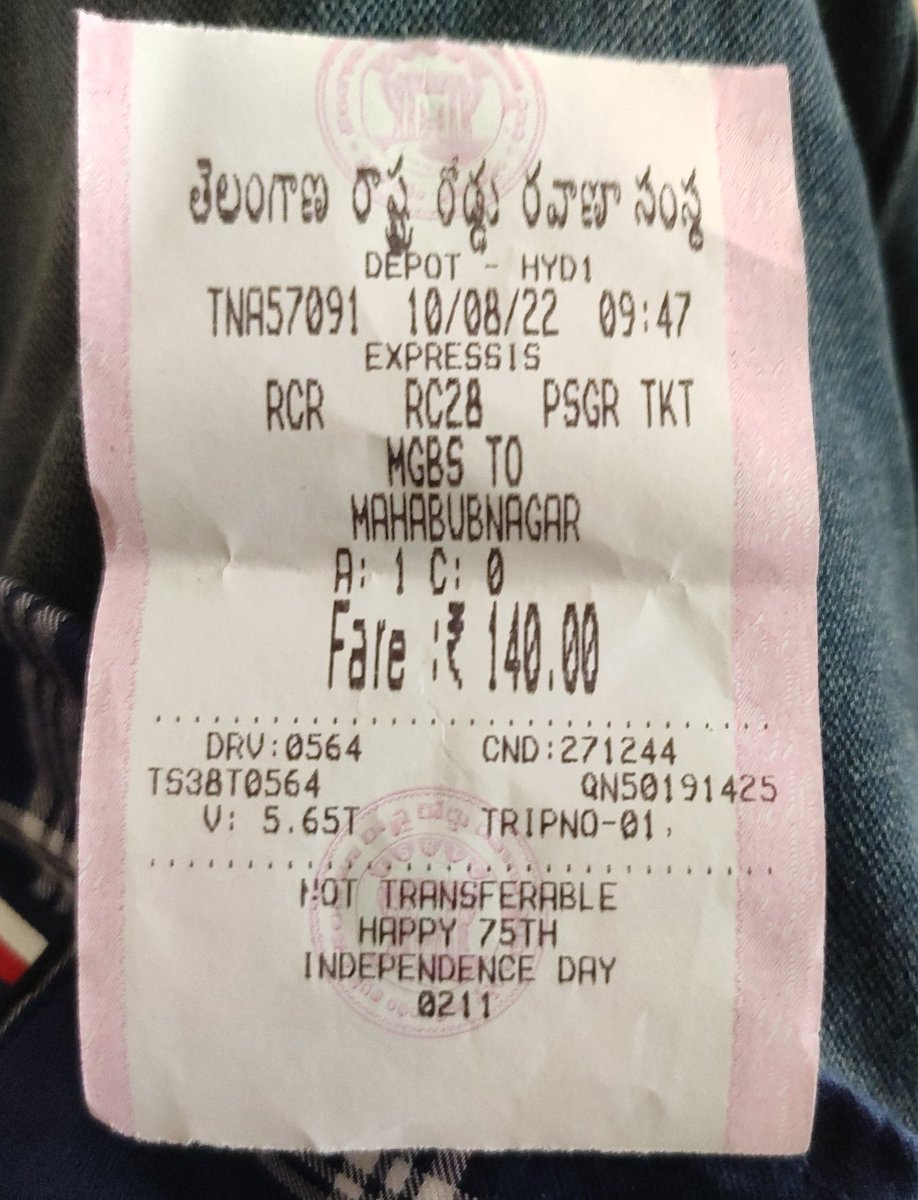 తెలంగాణ రాష్ట్ర రోడ్డు రవాణా సంస్థ
DEPOT - HYD1
TNA57091 10/08/22 09:47
EXPRESSIS
RCR RC28 PSGR TKT
MGBS TO
MAHABUBNAGAR
A: 1 C: 0
Fare :₹ 140.00
DRV:0564 CND:271244
TS38T0564 QN50191425
V: 5.65T TRIPNO-01,
NOT TRANSFERABLE
HAPPY 75TH
INDEPENDENCE DAY
0211